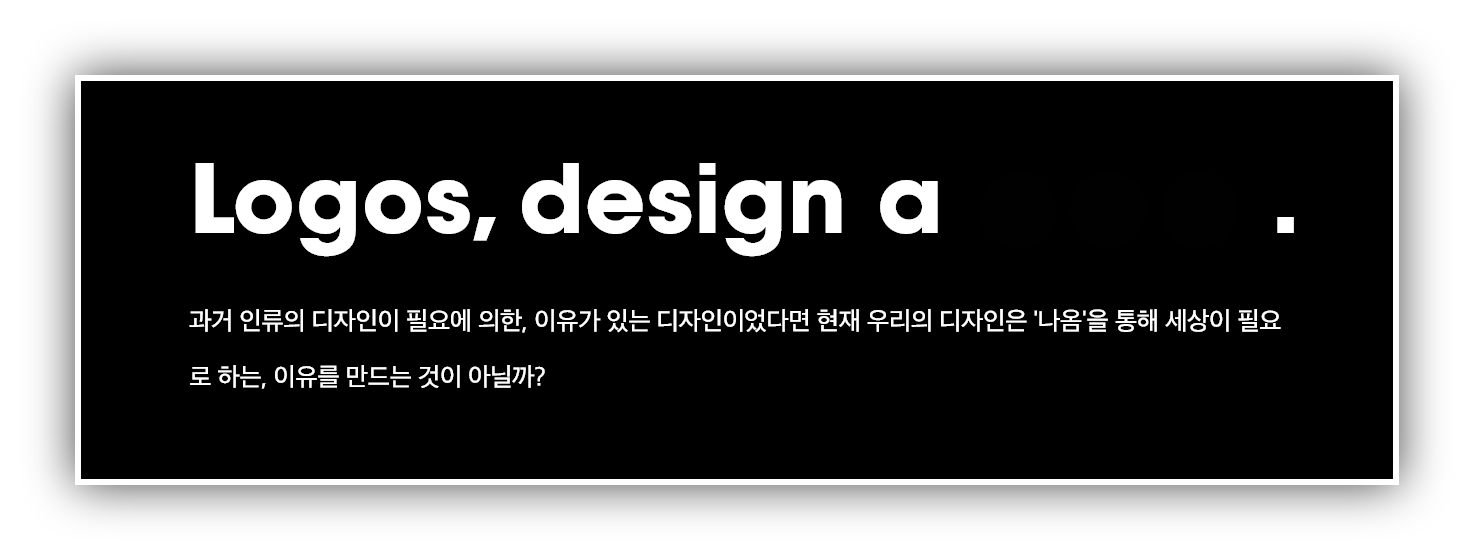 Logos, design a .
과거 인류의 디자인이 필요에 의한, 이유가 있는 디자인이었다면 현재 우리의 디자인은 '나옴'을 통해 세상이 필요
로 하는, 이유를 만드는 것이 아닐까?